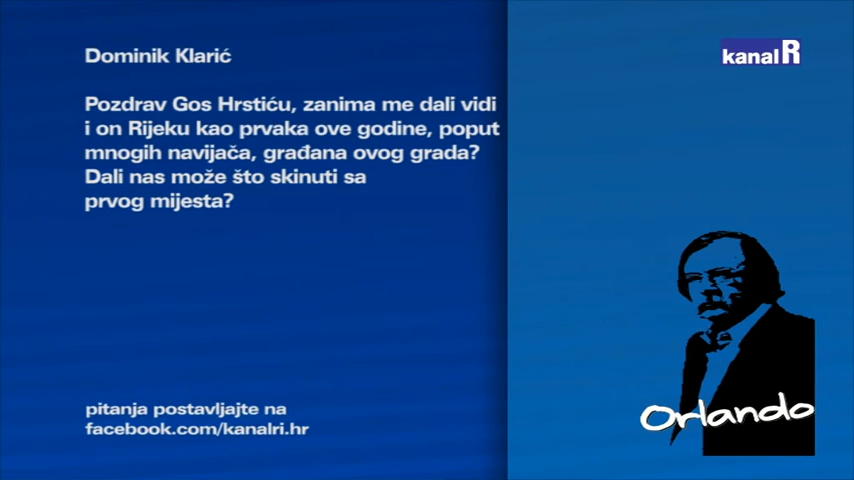 Dominik Klarić
kanal R
Pozdrav Gos Hrstiću, zanima me dali vidi
i on Rijeku kao prvaka ove godine, poput
mnogih navijača, građana ovog grada?
Dali nas može što skinuti sa
prvog mijesta?
Orlando
pitanja postavljajte na
facebook.com/kanalri.hr